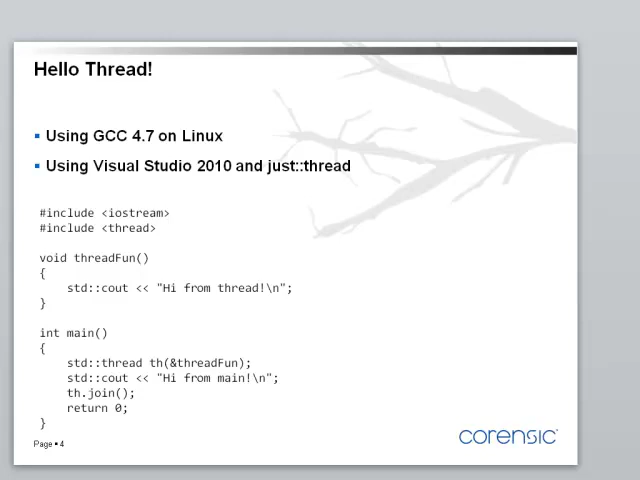 Hello Thread!
Using GCC 4.7 on Linux
Using Visual Studio 2010 and just::thread
#include <iostream>
#include <thread>
void threadFun()
{
    std::cout << "Hi from thread!\n";
}
int main()
{
    std::thread th(&threadFun);
    std::cout << "Hi from main!\n";
    th.join();
    return 0;
}
Page ▪ 4
corensic